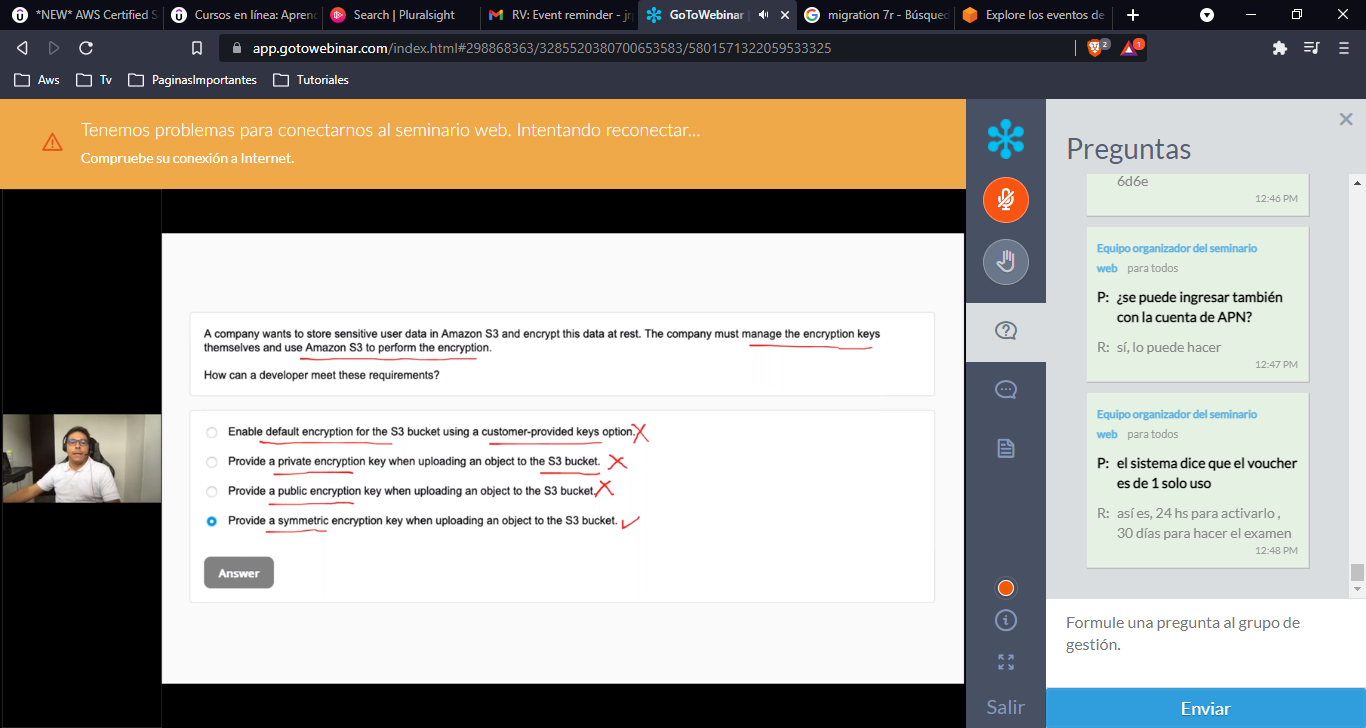 *NEW* AWS Certified S
Cursos en línea: Aprend
Search | Pluralsight
RV: Event reminder - jr
GoToWebinar
migration 7r - Búsqued
Explore los eventos de
app.gotowebinar.com/index.html#298868363/3285520380700653583/5801571322059533325
2
1
Aws
Tv
PaginasImportantes
Tutoriales
Tenemos problemas para conectarnos al seminario web. Intentando reconectar...
Compruebe su conexión a Internet.
A company wants to store sensitive user data in Amazon S3 and encrypt this data at rest. The company must manage the encryption keys
themselves and use Amazon S3 to perform the encryption.
How can a developer meet these requirements?
Enable default encryption for the S3 bucket using a customer-provided keys option.
Provide a private encryption key when uploading an object to the S3 bucket.
Provide a public encryption key when uploading an object to the S3 bucket.
Provide a symmetric encryption key when uploading an object to the S3 bucket.
Answer
Salir
Preguntas
6d6e
12:46 PM
Equipo organizador del seminario
web para todos
P: ¿se puede ingresar también
con la cuenta de APN?
R: sí, lo puede hacer
12:47 PM
Equipo organizador del seminario
web para todos
P: el sistema dice que el voucher
es de 1 solo uso
R: así es, 24 hs para activarlo ,
30 días para hacer el examen
12:48 PM
Formule una pregunta al grupo de
gestión.
Enviar